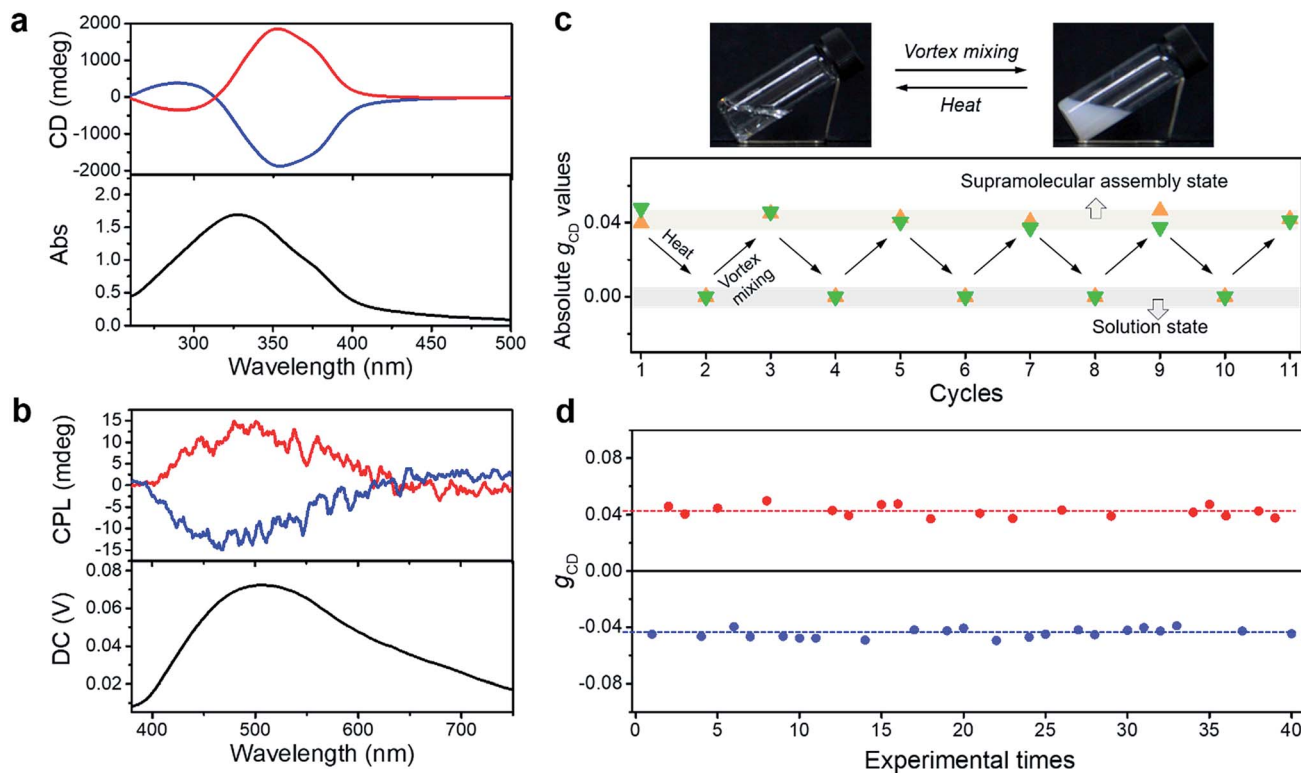 a
CD (mdeg)
2000
1000
0
-1000
-2000
Abs
2.0
1.5
1.0
0.5
0.0
300 350 400 450 500
Wavelength (nm)
b
CPL (mdeg)
15
10
5
0
-5
-10
-15
DC (V)
0.08
0.06
0.04
0.02
400 500 600 700
Wavelength (nm)
c
Vortex mixing
Heat
Absolute gCD values
0.04
0.00
Supramolecular assembly state
Heat
Vortex
mixing
Solution state
1 2 3 4 5 6 7 8 9 10 11
Cycles
d
gCD
0.08
0.04
0.00
-0.04
-0.08
0 5 10 15 20 25 30 35 40
Experimental times